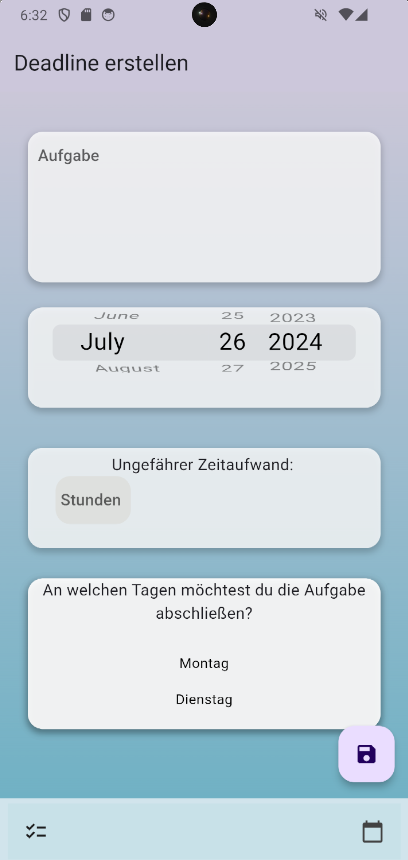 6:32
Deadline erstellen
Aufgabe
June 25 2023
July 26 2024
August 27 2025
Ungefährer Zeitaufwand:
Stunden
An welchen Tagen möchtest du die Aufgabe
abschließen?
Montag
Dienstag